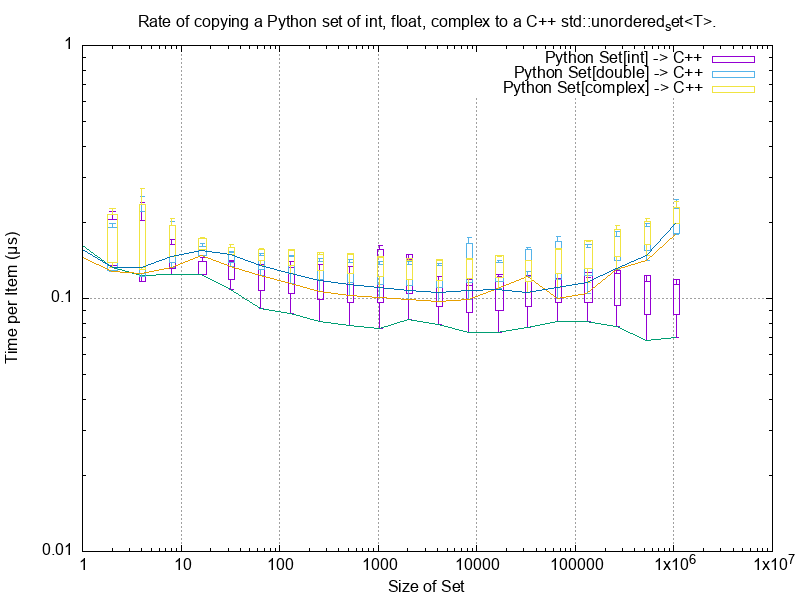 Rate of copying a Python set of int, float, complex to a C++ std::unordered_set<T>.
Python Set[int] -> C++
Python Set[double] -> C++
Python Set[complex] -> C++
Time per Item (µs)
1
0.1
0.01
1 10 100 1000 10000 100000 1x10^6 1x10^7
Size of Set